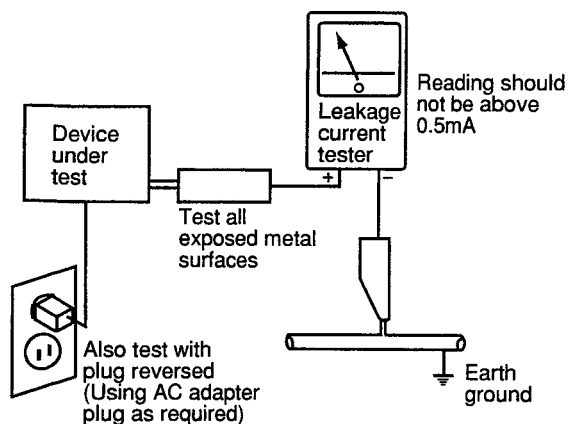 Device
under
test
Leakage
current
tester
+ −
Reading should
not be above
0.5mA
Test all
exposed metal
surfaces
Also test with
plug reversed
(Using AC adapter
plug as required)
Earth
ground